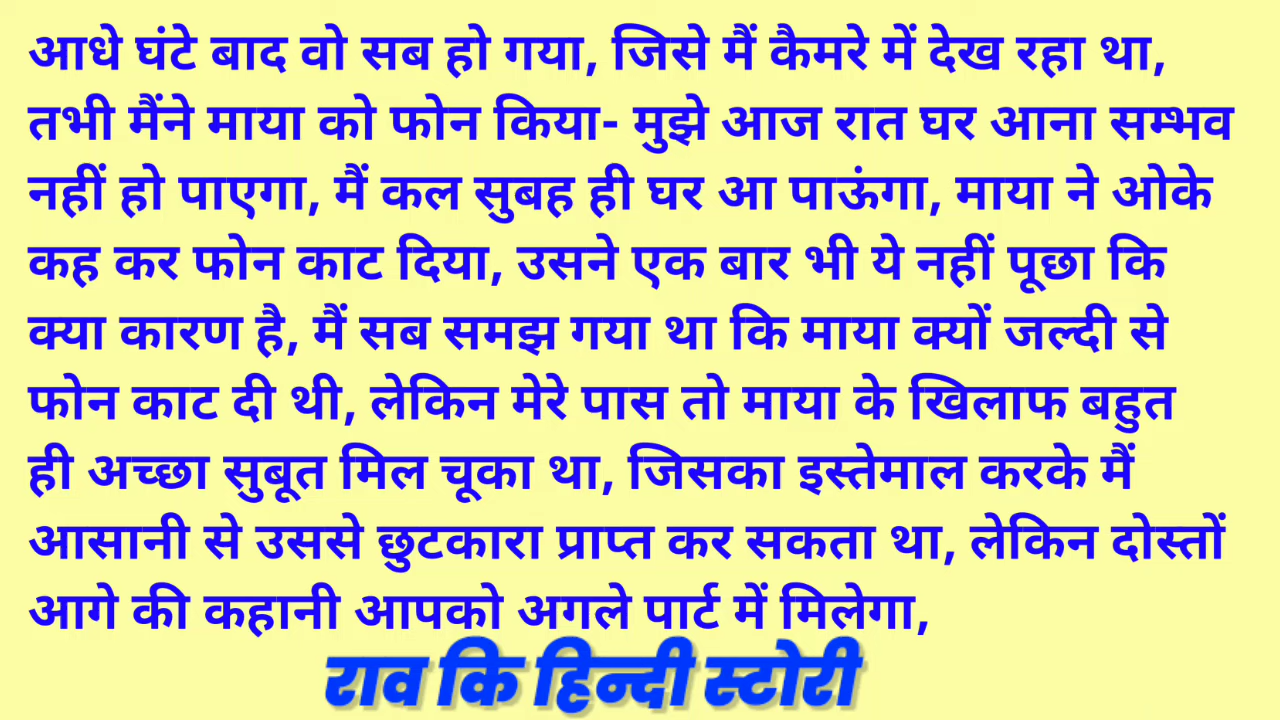 आधे घंटे बाद वो सब हो गया, जिसे मैं कैमरे में देख रहा था,
तभी मैंने माया को फोन किया- मुझे आज रात घर आना सम्भव
नहीं हो पाएगा, मैं कल सुबह ही घर आ पाऊंगा, माया ने ओके
कह कर फोन काट दिया, उसने एक बार भी ये नहीं पूछा कि
क्या कारण है, मैं सब समझ गया था कि माया क्यों जल्दी से
फोन काट दी थी, लेकिन मेरे पास तो माया के खिलाफ बहुत
ही अच्छा सुबूत मिल चूका था, जिसका इस्तेमाल करके मैं
आसानी से उससे छुटकारा प्राप्त कर सकता था, लेकिन दोस्तों
आगे की कहानी आपको अगले पार्ट में मिलेगा,
राव कि हिन्दी स्टोरी